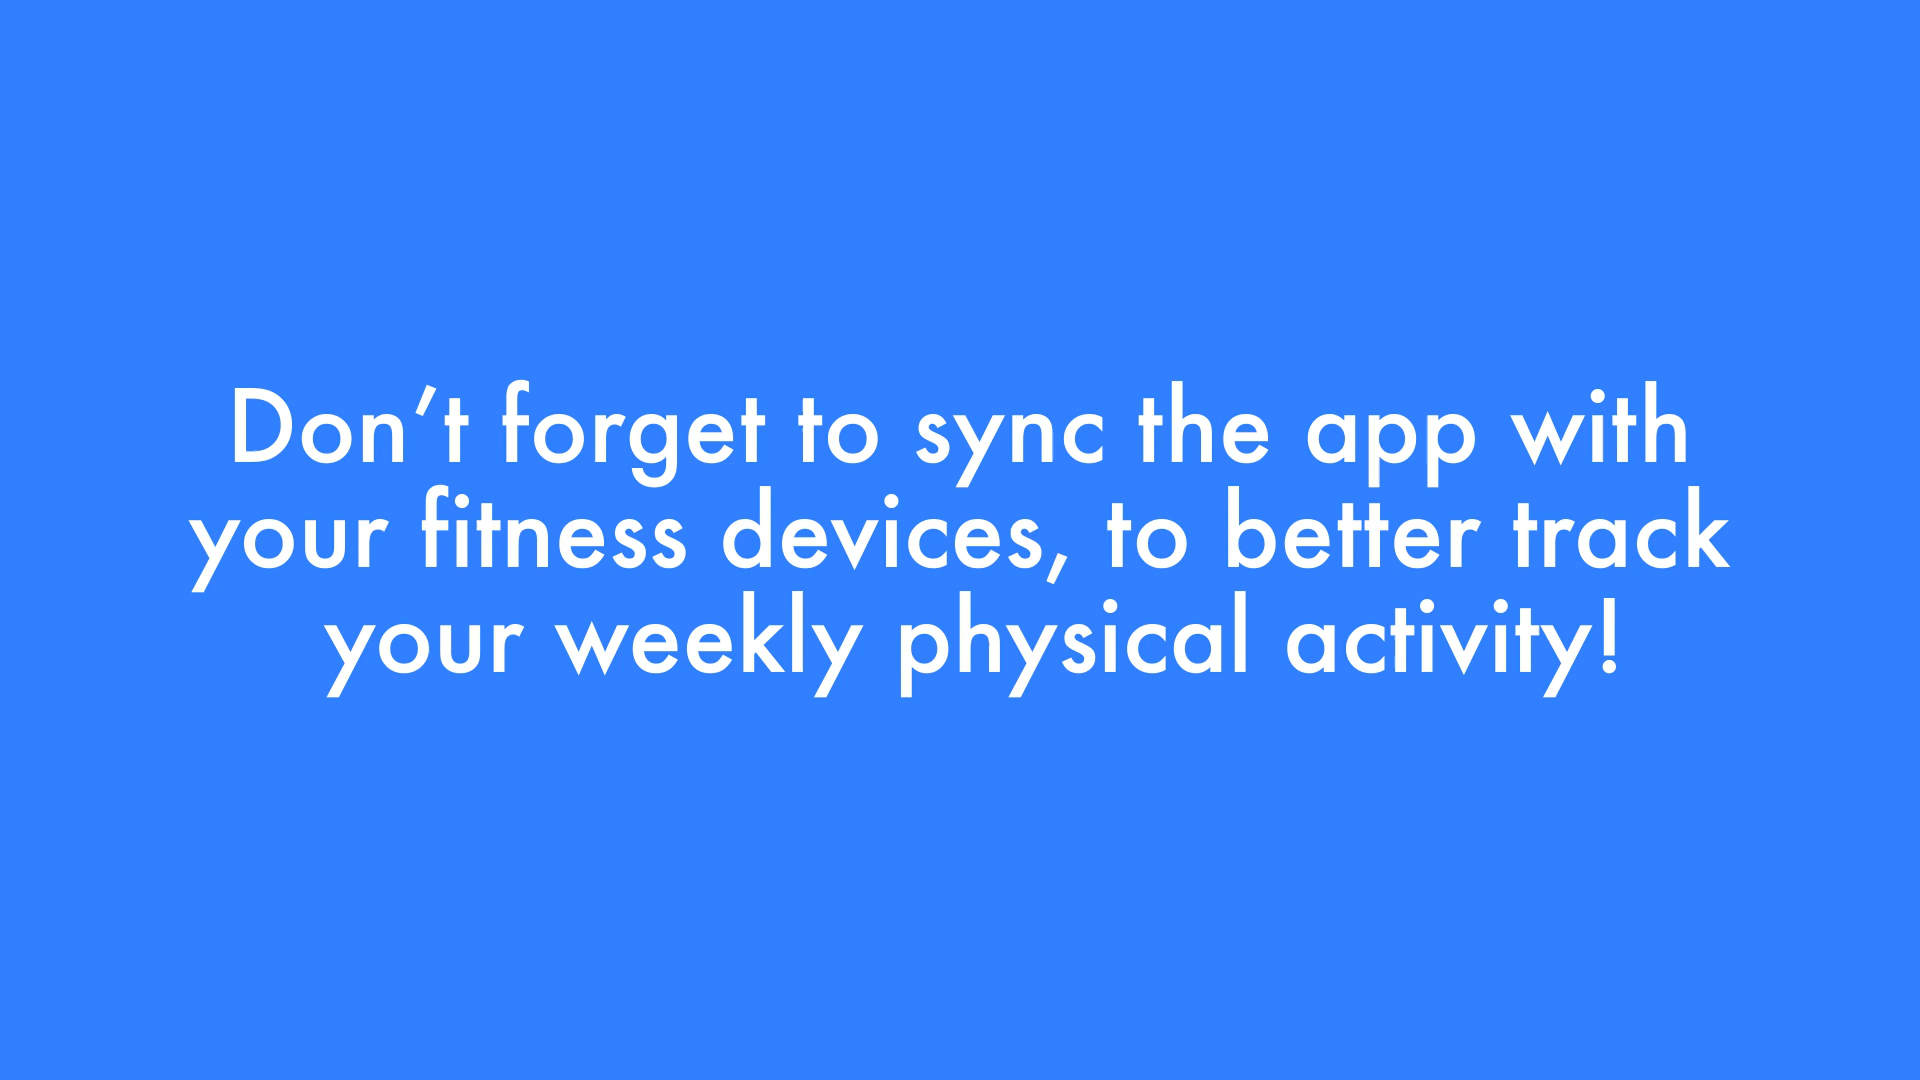 Don’t forget to sync the app with
your fitness devices, to better track
your weekly physical activity!